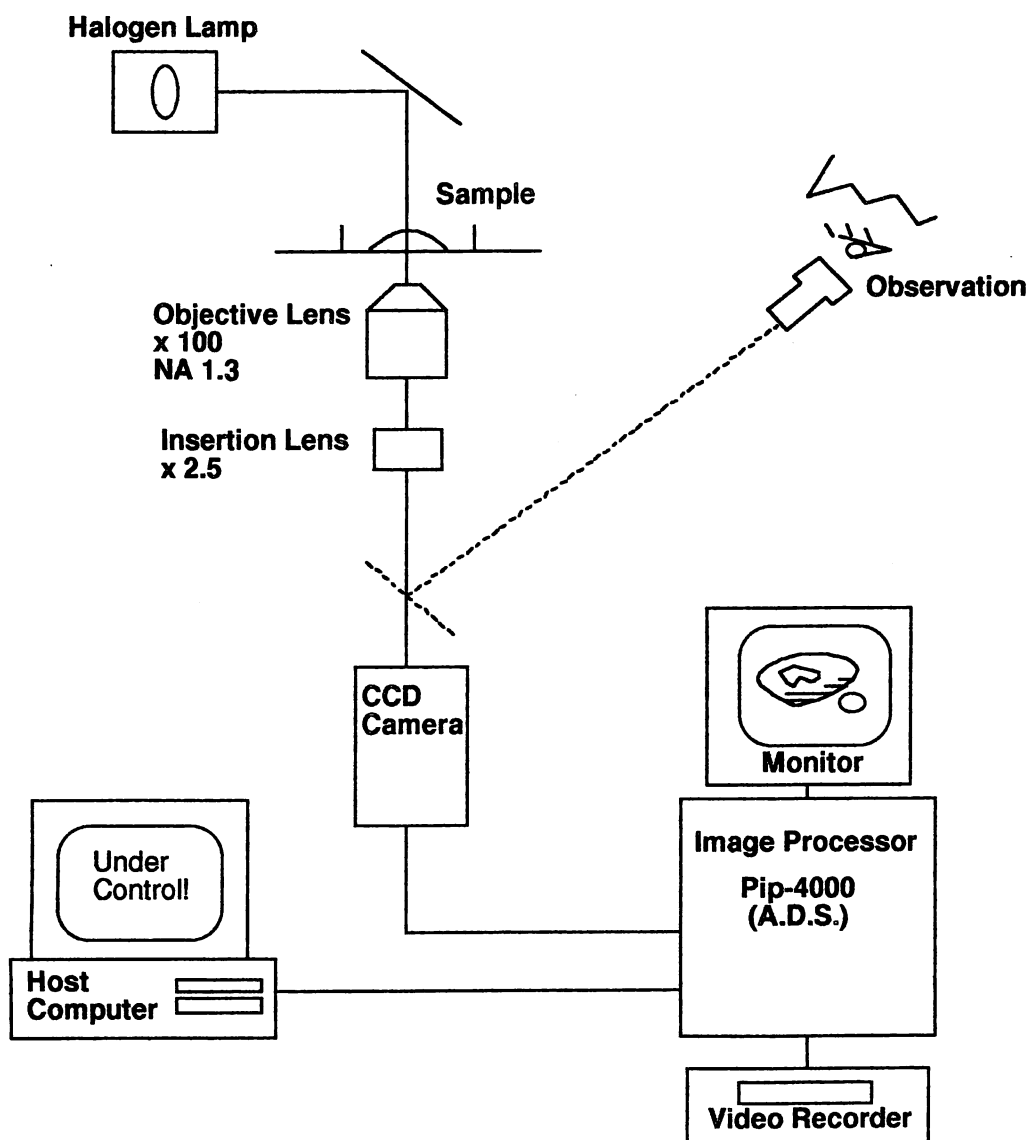 Halogen Lamp
Sample
Objective Lens
x 100
NA 1.3
Observation
Insertion Lens
x 2.5
CCD
Camera
Monitor
Under
Control!
Image Processor
Pip-4000
(A.D.S.)
Host
Computer
Video Recorder